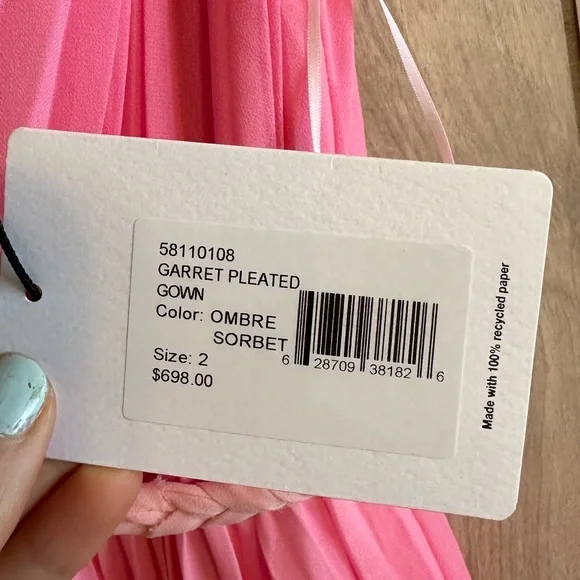 58110108
GARRET PLEATED
GOWN
Color: OMBRE
SORBET
Size: 2
$698.00
6 28709 38182 6
Made with 100% recycled paper